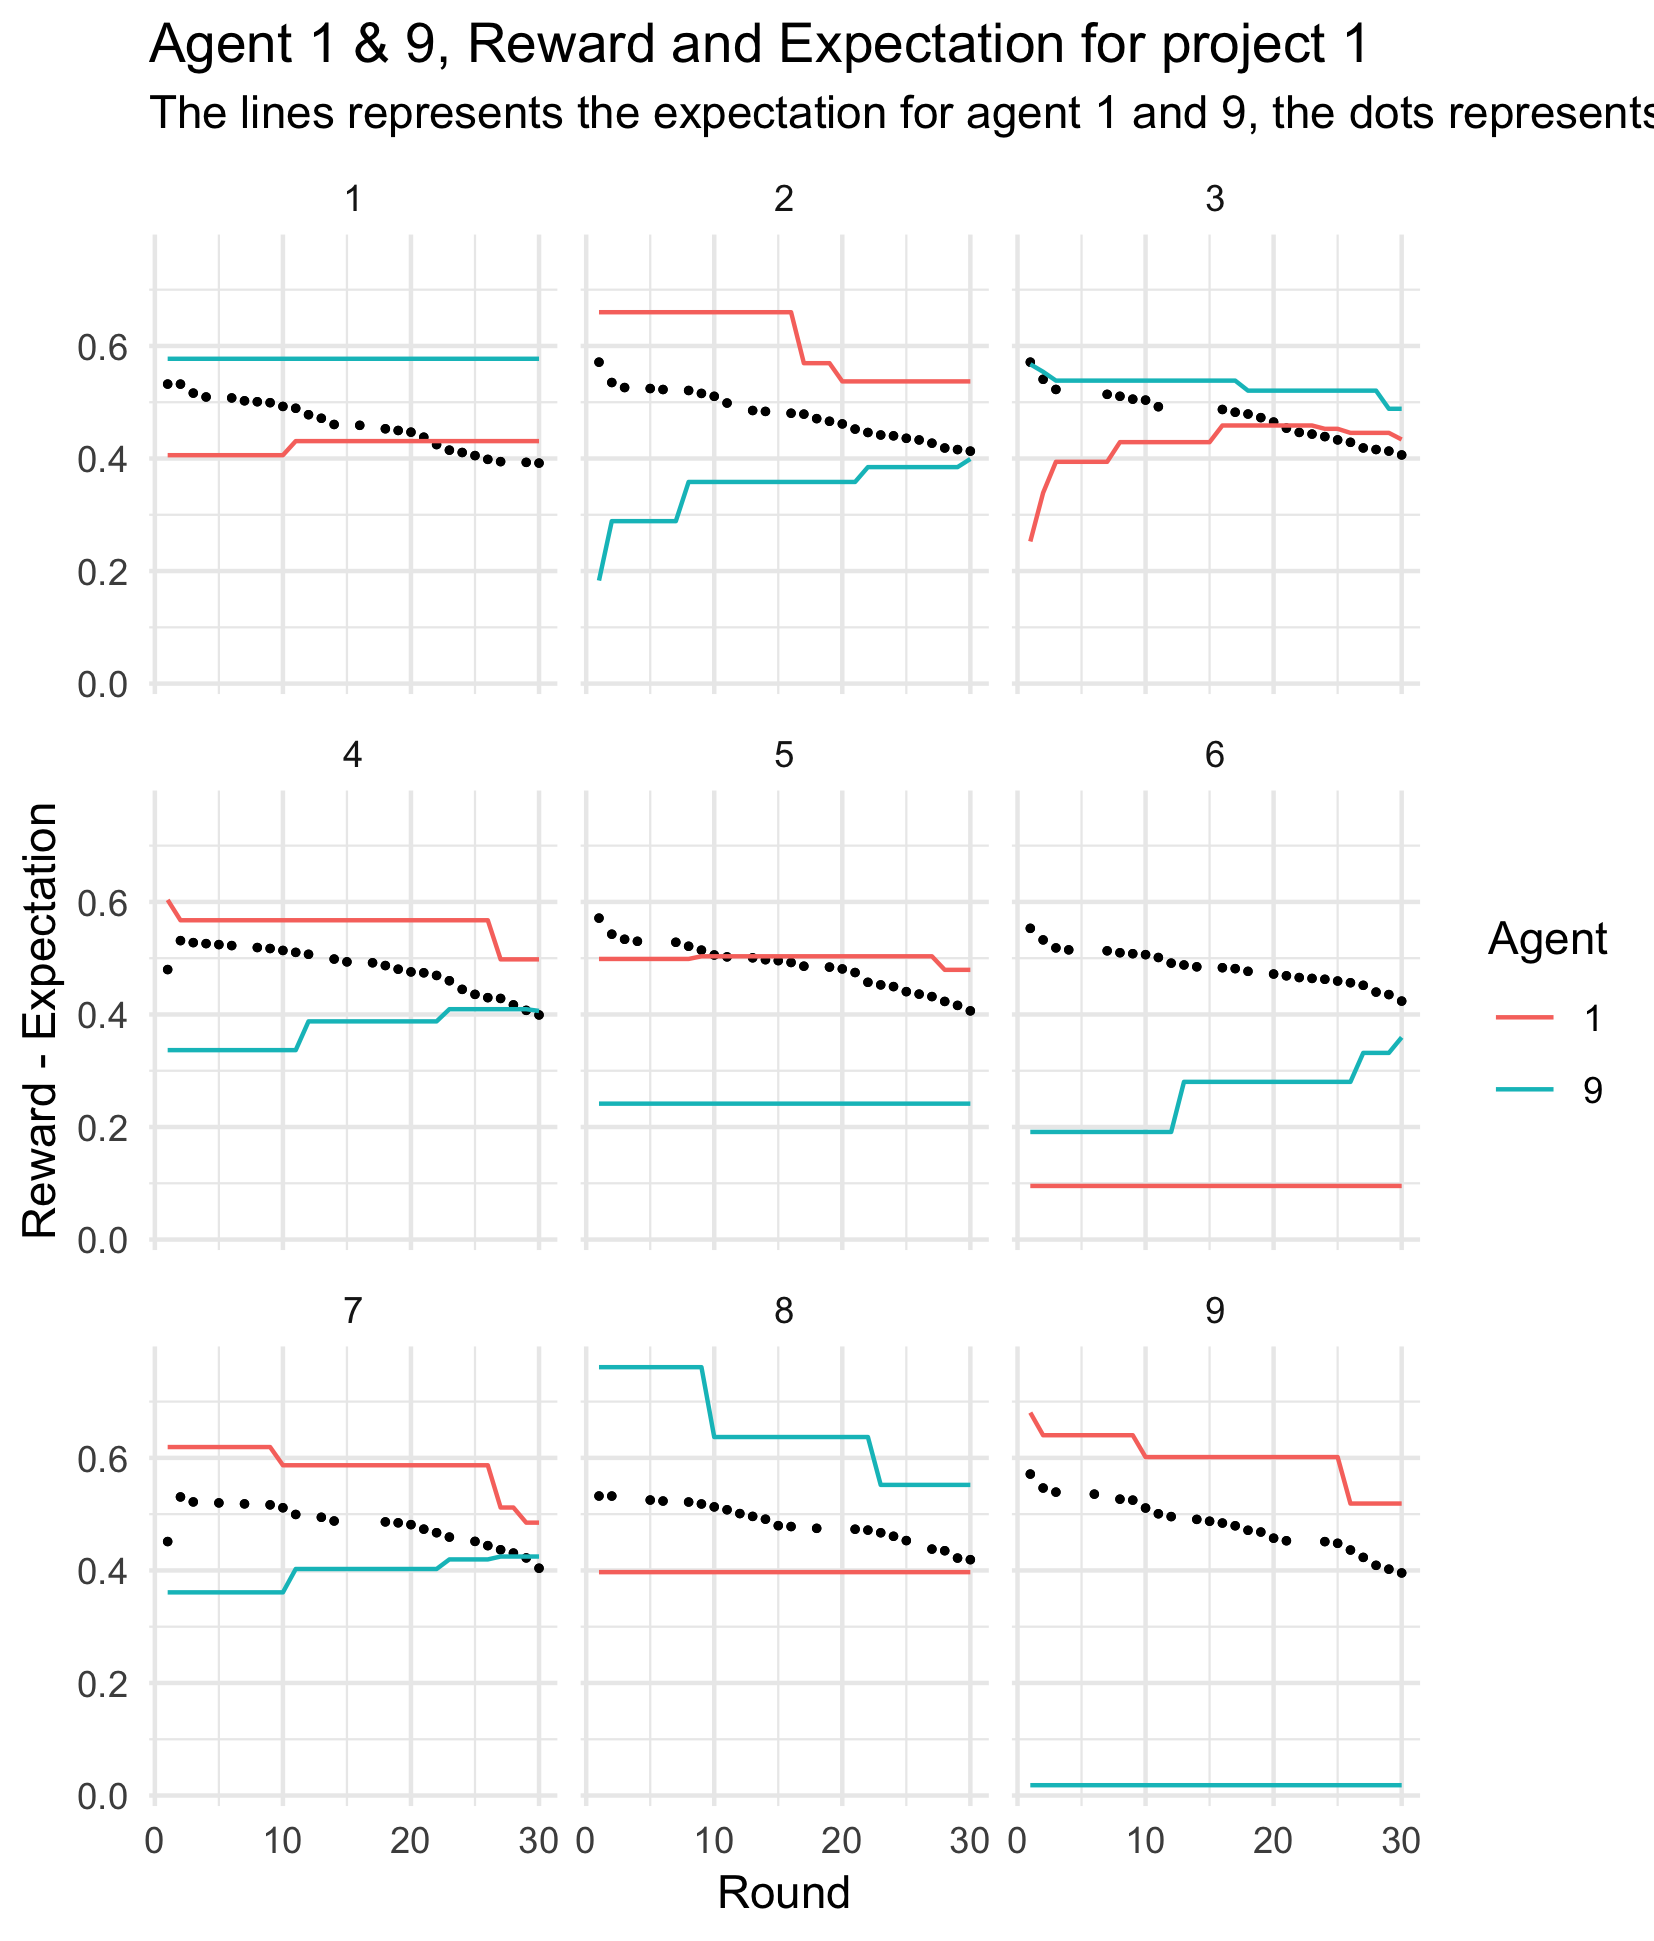 Agent 1 & 9, Reward and Expectation for project 1
The lines represents the expectation for agent 1 and 9, the dots represents
1 2 3
0.6
0.4
0.2
0.0
4 5 6
0.6
0.4
0.2
0.0
Reward - Expectation
Agent
1
9
7 8 9
0.6
0.4
0.2
0.0
0 10 20 30 0 10 20 30 0 10 20 30
Round